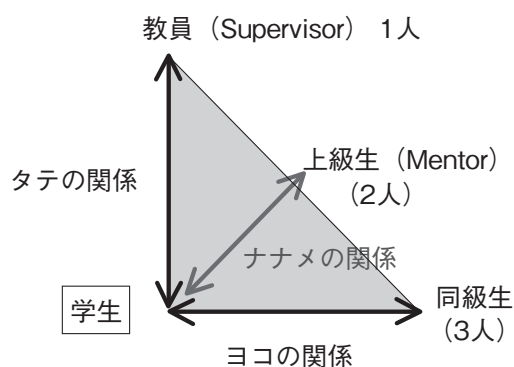 教員（Supervisor） 1人
上級生（Mentor）
（2人）
タテの関係
ナナメの関係
学生
同級生
（3人）
ヨコの関係